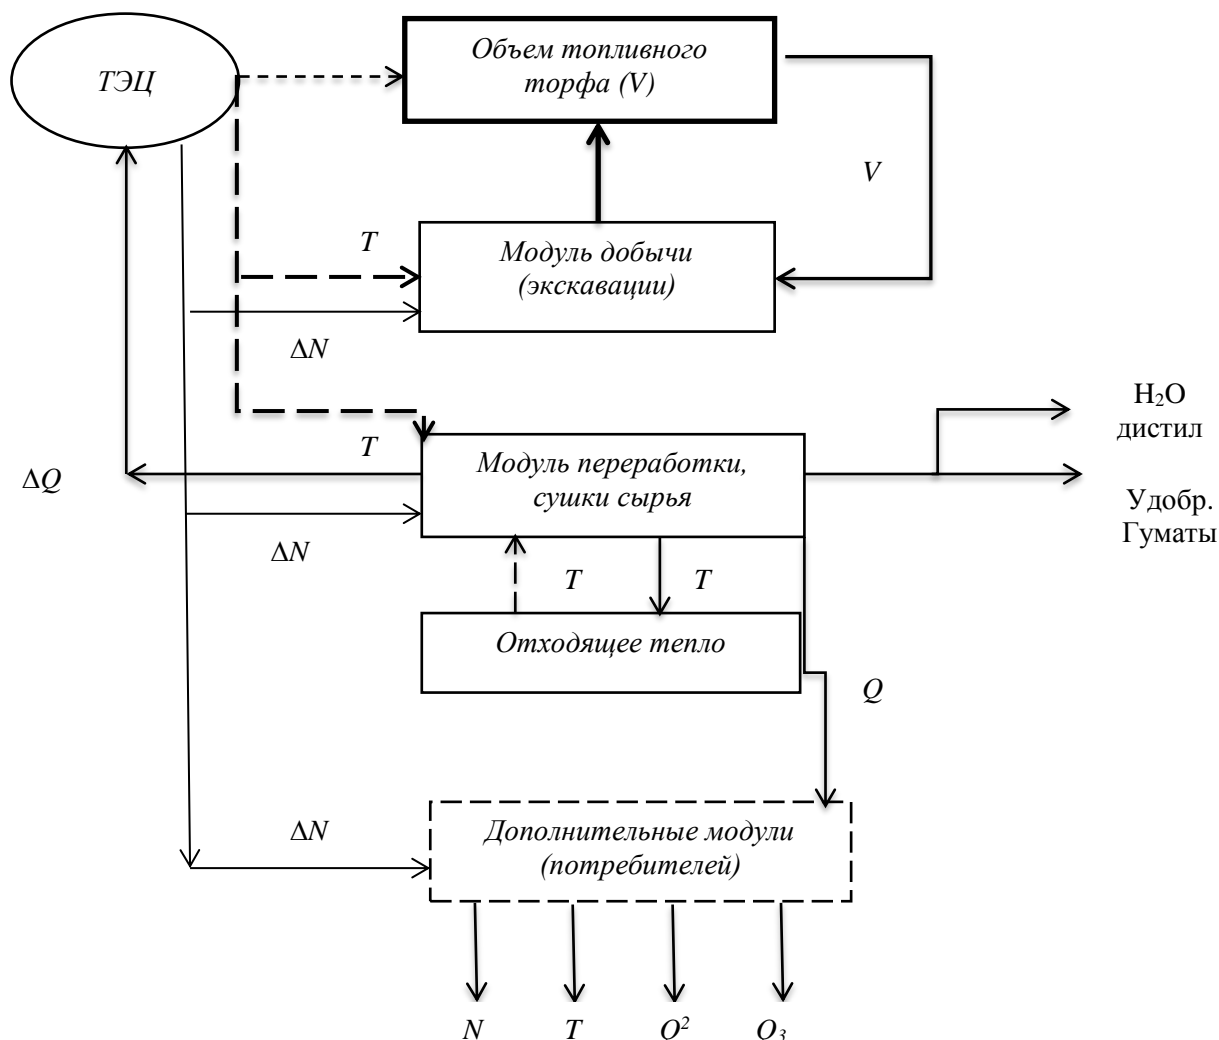 ТЭЦ
Объем топливного
торфа (V)
V
T
Модуль добычи
(экскавации)
ΔN
H₂O
дистил
T
ΔQ
Модуль переработки,
сушки сырья
Удобр.
Гуматы
ΔN
T
T
Отходящее тепло
Q
ΔN
Дополнительные модули
(потребителей)
N
T
O²
O₃